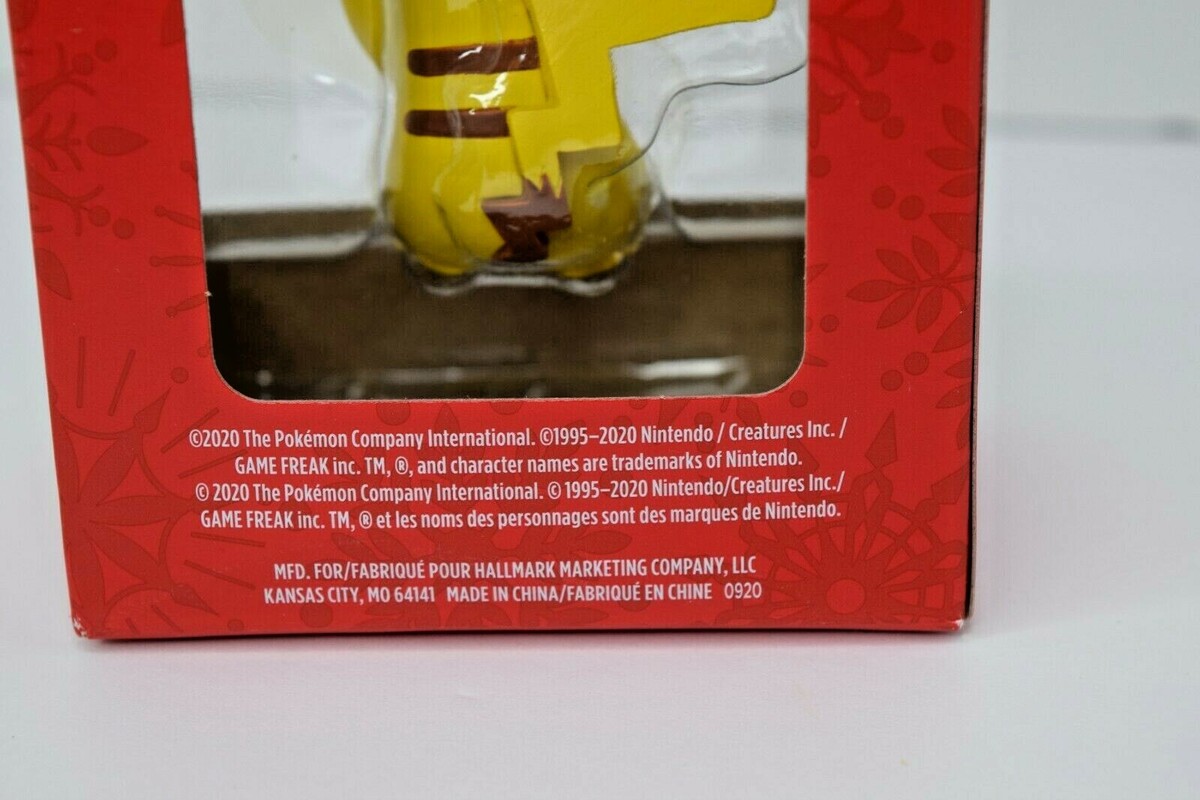 ©2020 The Pokémon Company International. ©1995–2020 Nintendo / Creatures Inc. /
GAME FREAK inc. TM, ®, and character names are trademarks of Nintendo.
© 2020 The Pokémon Company International. © 1995–2020 Nintendo/Creatures Inc./
GAME FREAK inc. TM, ® et les noms des personnages sont des marques de Nintendo.
MFD. FOR/FABRIQUÉ POUR HALLMARK MARKETING COMPANY, LLC
KANSAS CITY, MO 64141 MADE IN CHINA/FABRIQUÉ EN CHINE 0920